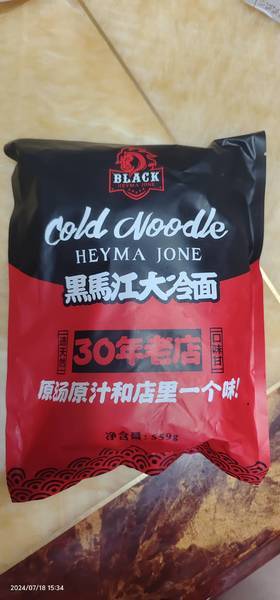 BLACK
HEYMA JONE
Cold Noodle
HEYMA JONE
黑馬江大冷面
30年老店
原汤原汁和店里一个味!
净含量:559g
2024/07/18 15:34